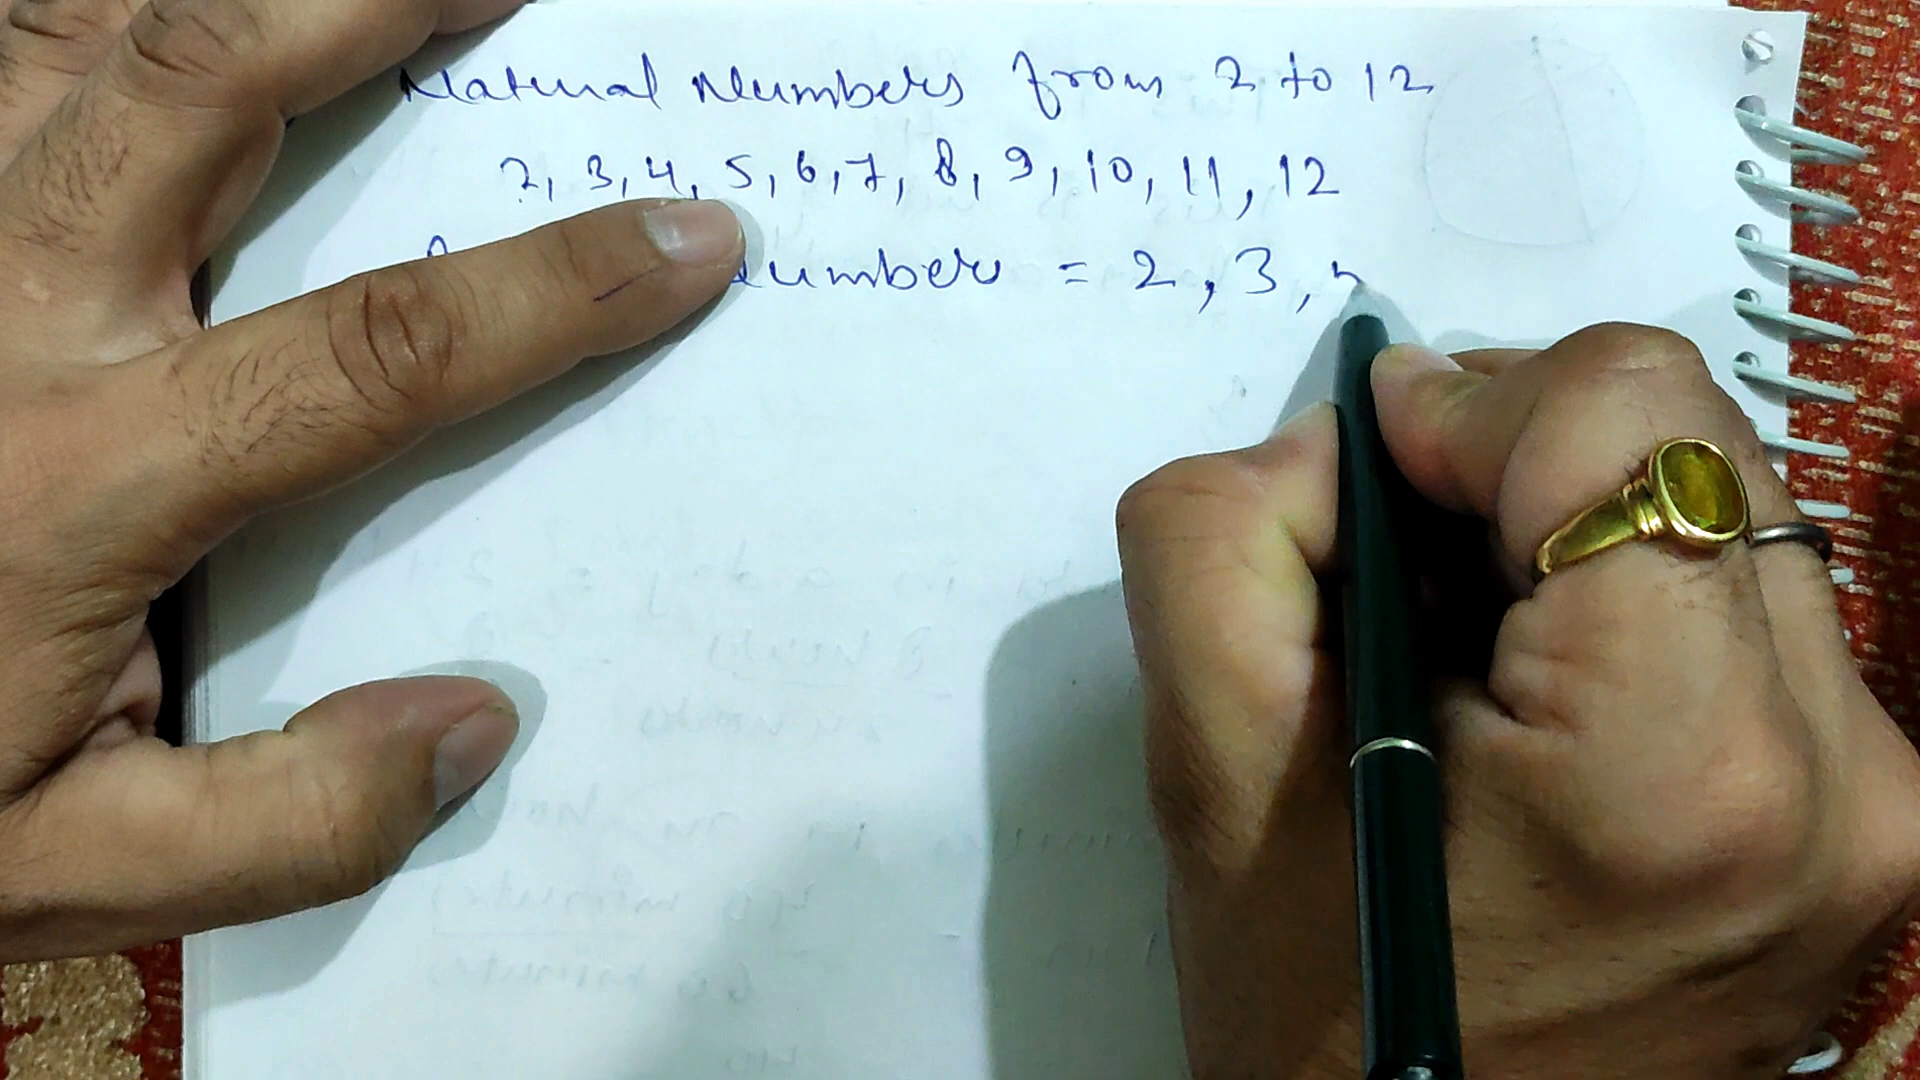 Natural Numbers from 2 to 12
2, 3, 4, 5, 6, 7, 8, 9, 10, 11, 12
Number = 2, 3,